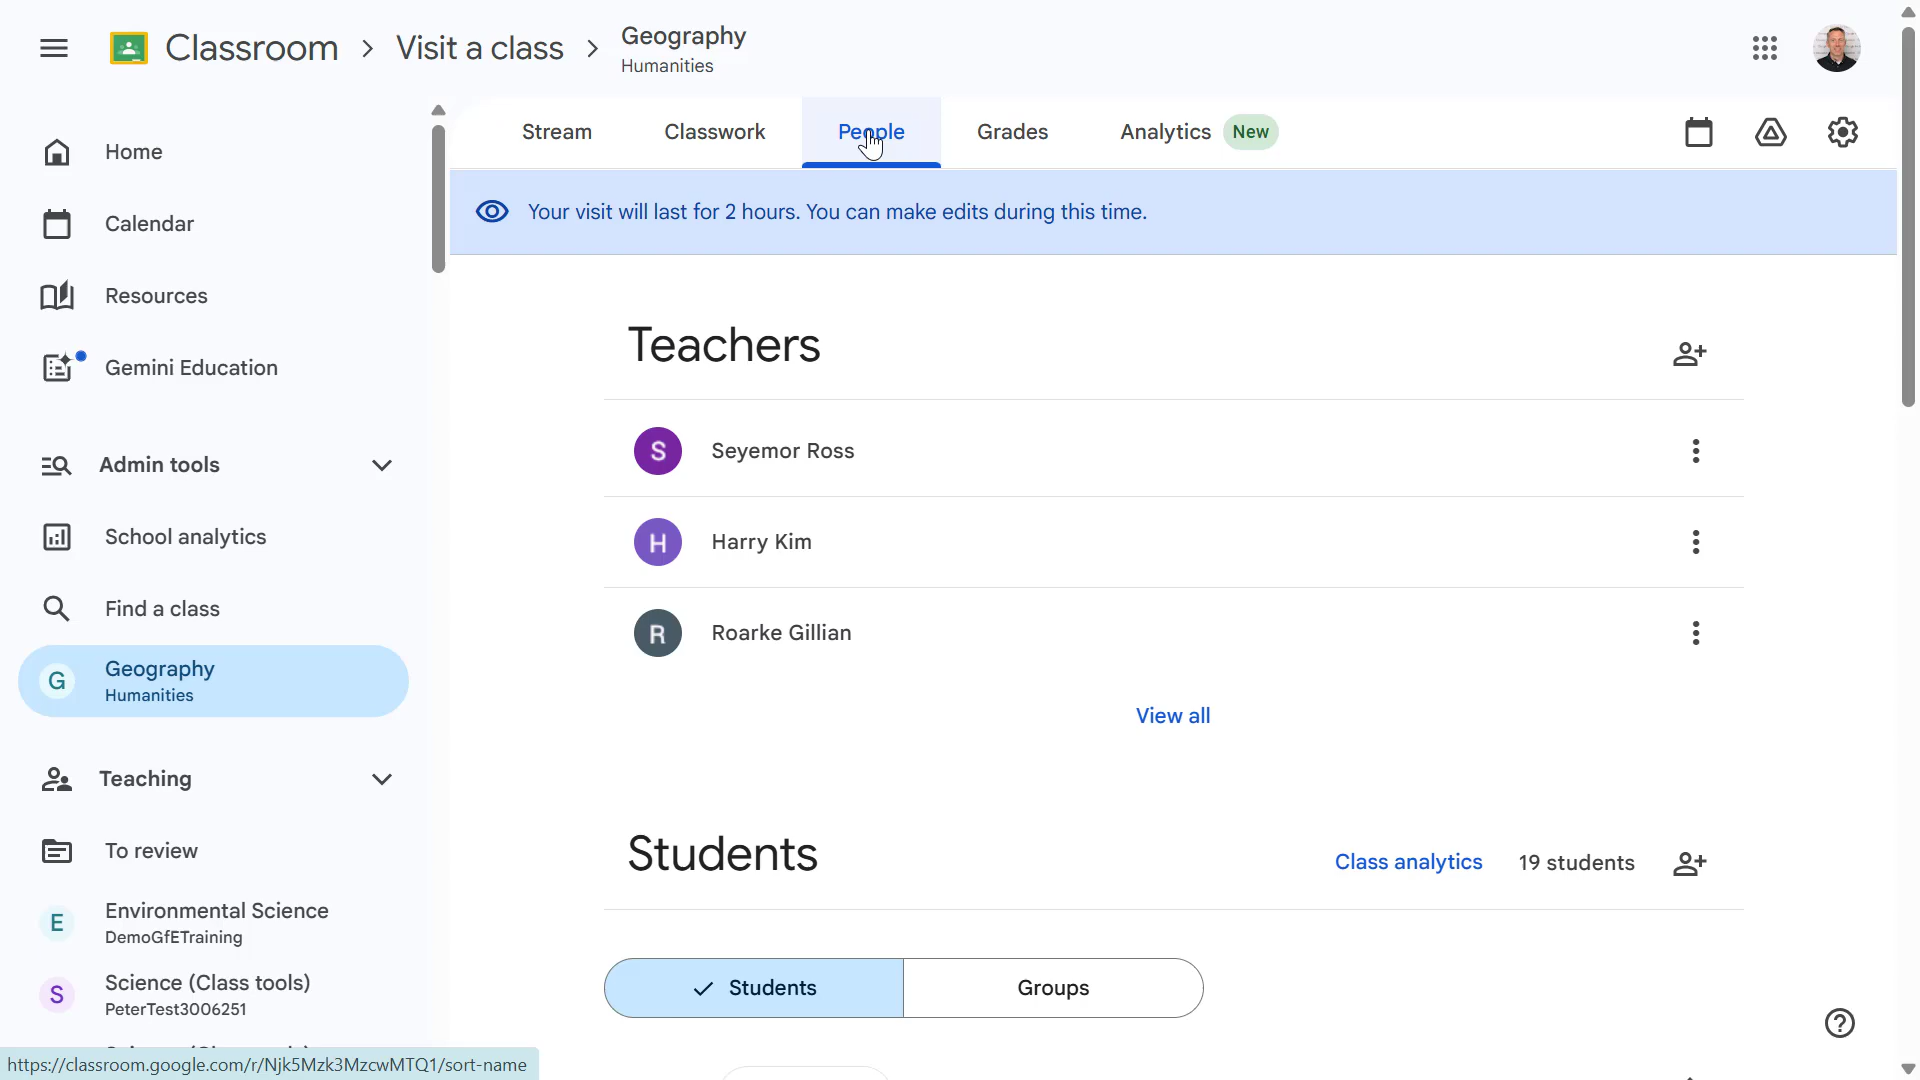 Classroom
Visit a class
Geography
Humanities
Home
Calendar
Resources
Gemini Education
Admin tools
School analytics
Find a class
G
Geography
Humanities
Teaching
To review
E
Environmental Science
DemoGfETraining
S
Science (Class tools)
PeterTest3006251
https://classroom.google.com/r/Njk5Mzk3MzcwMTQ1/sort-name
Stream
Classwork
People
Grades
Analytics
New
Your visit will last for 2 hours. You can make edits during this time.
Teachers
S
Seyemor Ross
H
Harry Kim
R
Roarke Gillian
View all
Students
Class analytics
19 students
Students
Groups